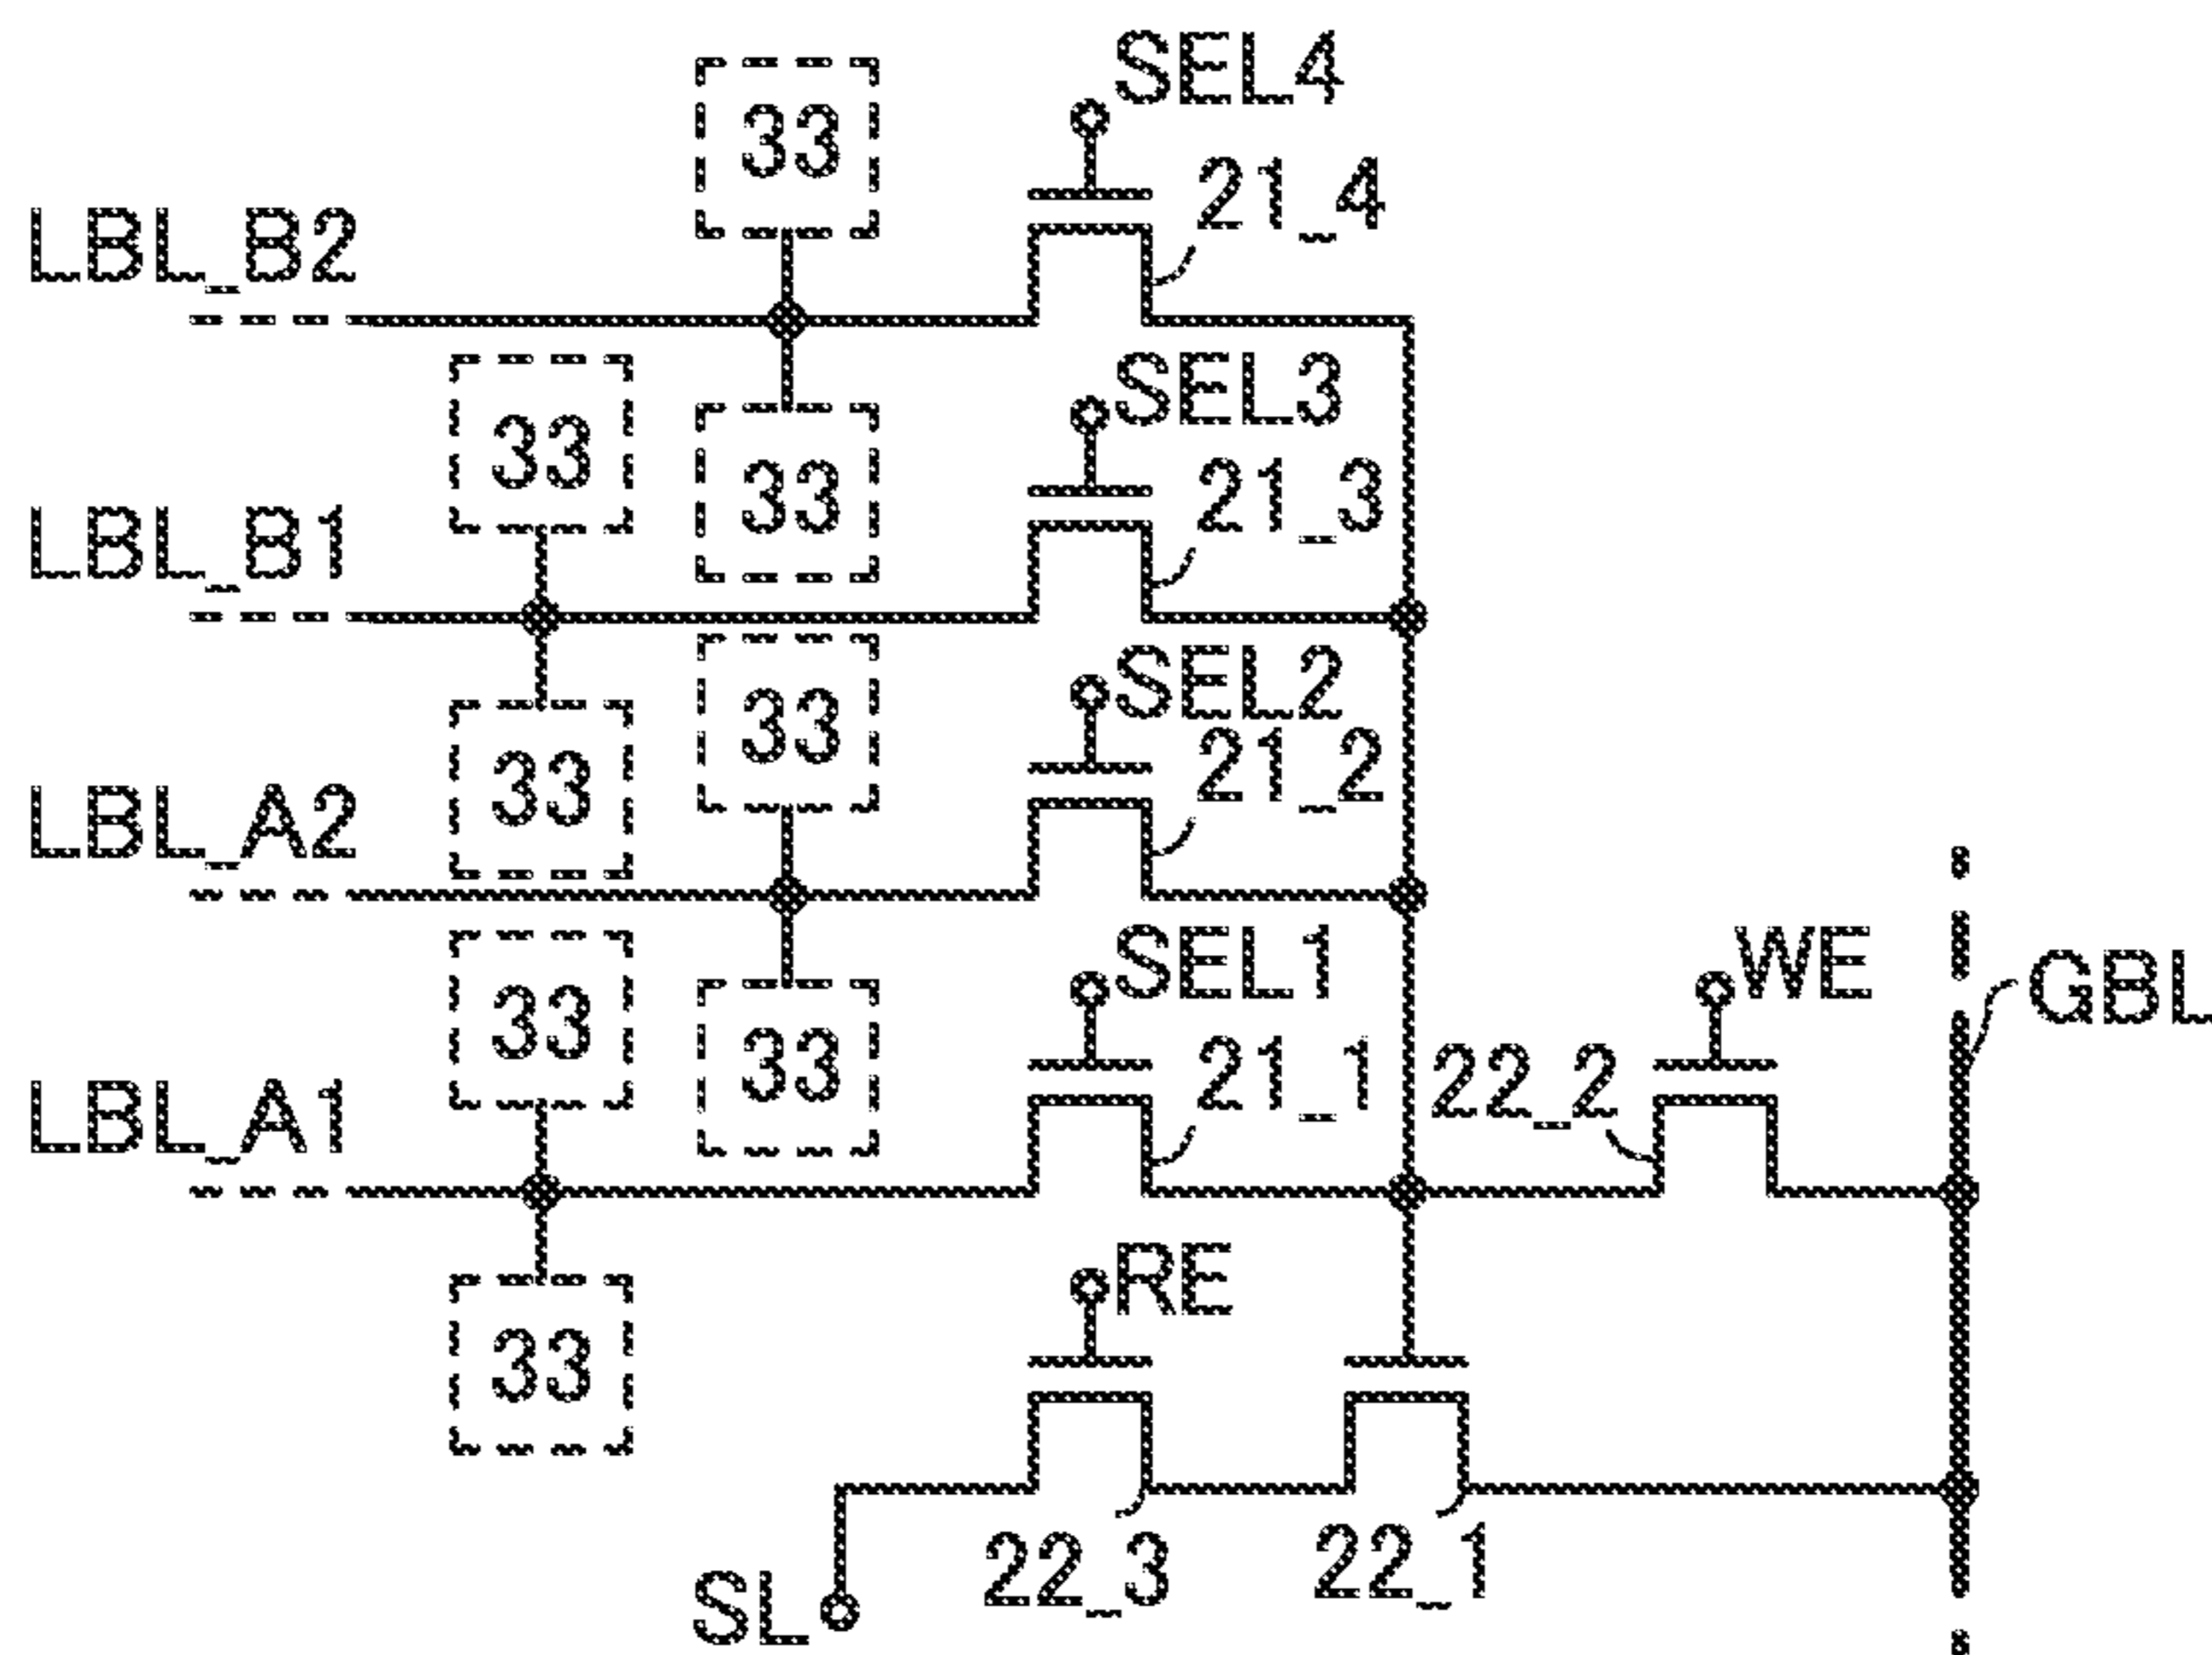 SEL4
33
21_4
LBL_B2
SEL3
33
33
21_3
LBL_B1
SEL2
33
21_2
33
LBL_A2
SEL1
WE
GBL
33
33
21_1
22_2
LBL_A1
RE
33
22_3
22_1
SL